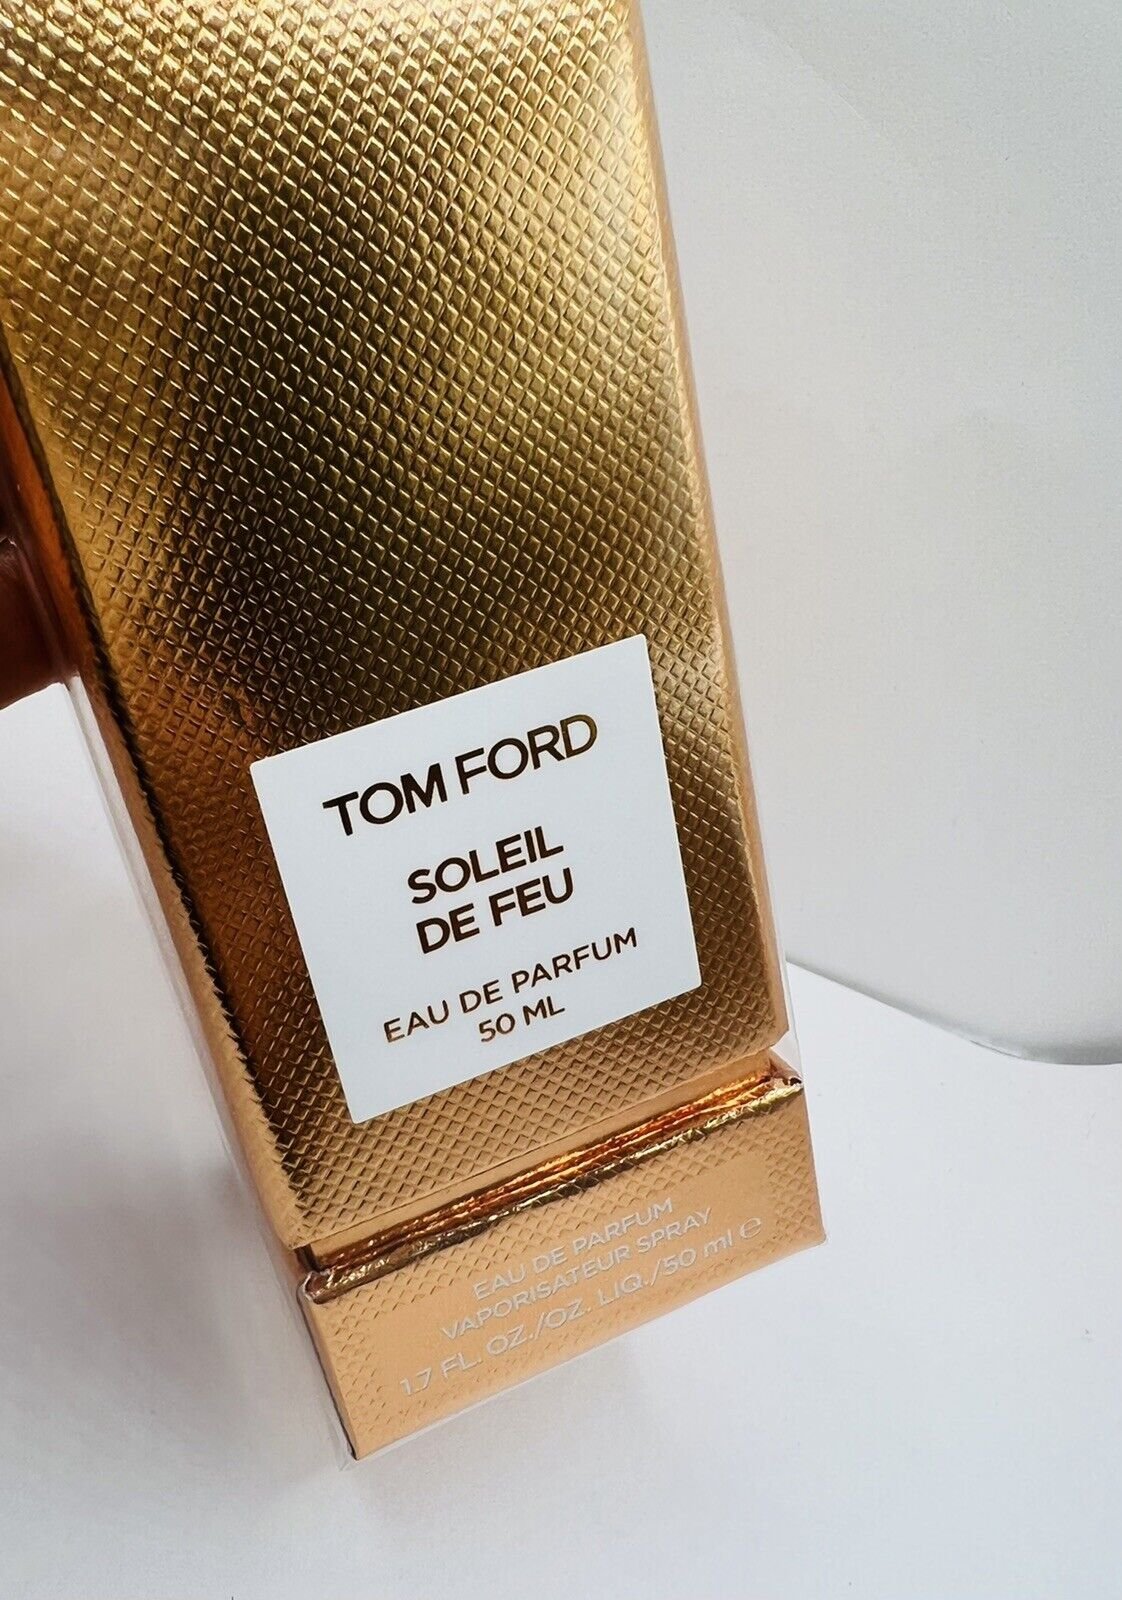 TOM FORD
SOLEIL
DE FEU
EAU DE PARFUM
50 ML
EAU DE PARFUM
VAPORISATEUR SPRAY
1.7 FL. OZ./OZ. LIQ./50 ml ℮